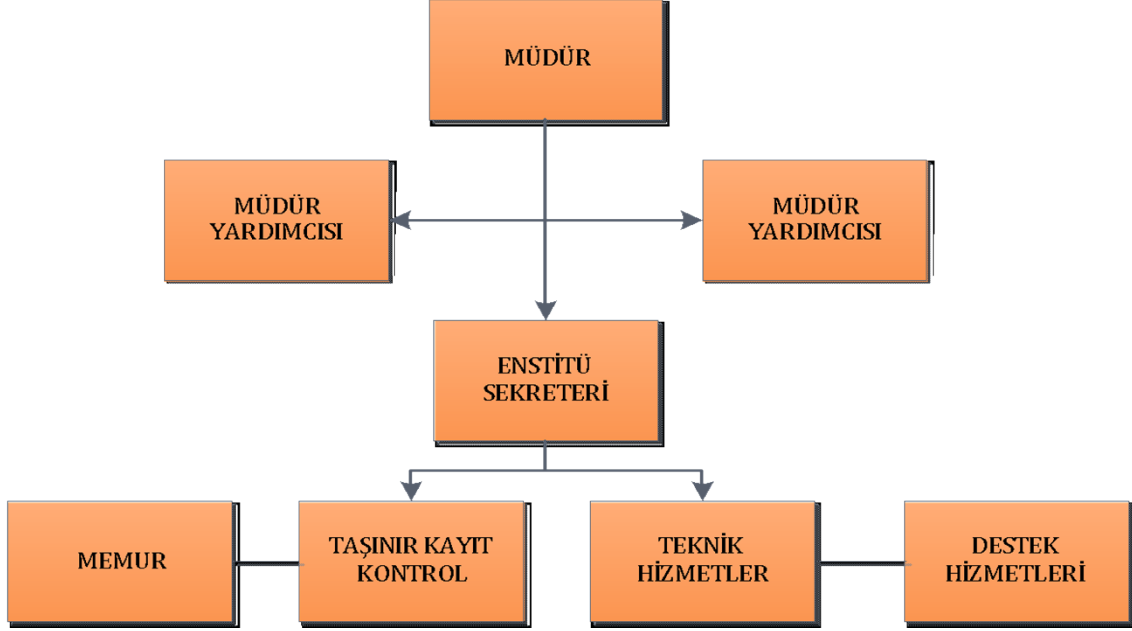 MÜDÜR
MÜDÜR
YARDIMCISI
MÜDÜR
YARDIMCISI
ENSTİTÜ
SEKRETERİ
MEMUR
TAŞINIR KAYIT
KONTROL
TEKNİK
HİZMETLER
DESTEK
HİZMETLERİ